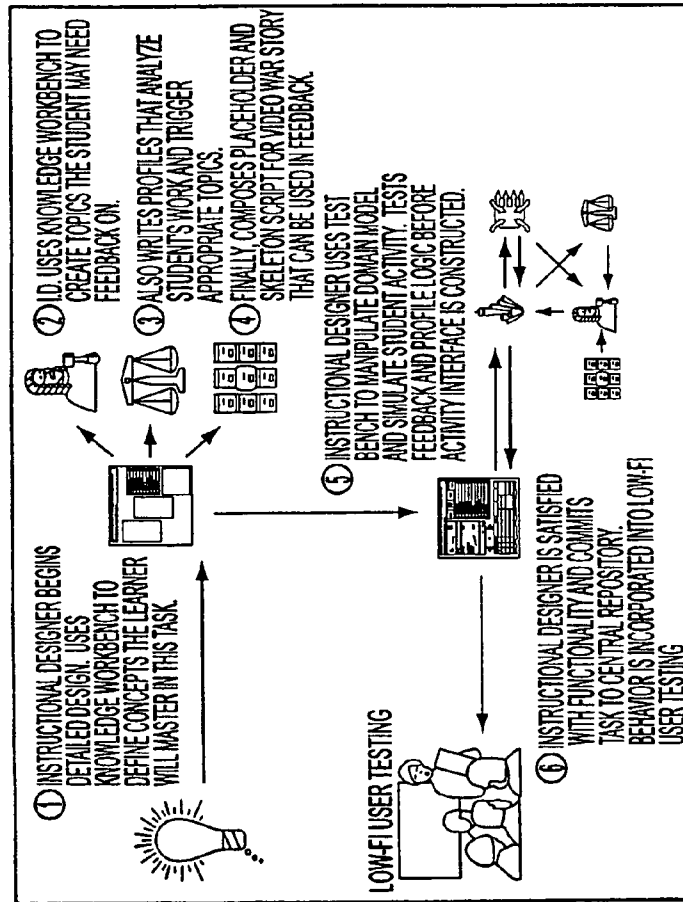 ① INSTRUCTIONAL DESIGNER BEGINS
DETAILED DESIGN. USES
KNOWLEDGE WORKBENCH TO
DEFINE CONCEPTS THE LEARNER
WILL MASTER IN THIS TASK.
② I.D. USES KNOWLEDGE WORKBENCH TO
CREATE TOPICS THE STUDENT MAY NEED
FEEDBACK ON.
③ ALSO WRITES PROFILES THAT ANALYZE
STUDENT'S WORK AND TRIGGER
APPROPRIATE TOPICS.
④ FINALLY, COMPOSES PLACEHOLDER AND
SKELETON SCRIPT FOR VIDEO WAR STORY
THAT CAN BE USED IN FEEDBACK.
⑤ INSTRUCTIONAL DESIGNER USES TEST
BENCH TO MANIPULATE DOMAIN MODEL
AND SIMULATE STUDENT ACTIVITY. TESTS
FEEDBACK AND PROFILE LOGIC BEFORE
ACTIVITY INTERFACE IS CONSTRUCTED.
LOW-FI USER TESTING
⑥ INSTRUCTIONAL DESIGNER IS SATISFIED
WITH FUNCTIONALITY AND COMMITS
TASK TO CENTRAL REPOSITORY.
BEHAVIOR IS INCORPORATED INTO LOW-FI
USER TESTING